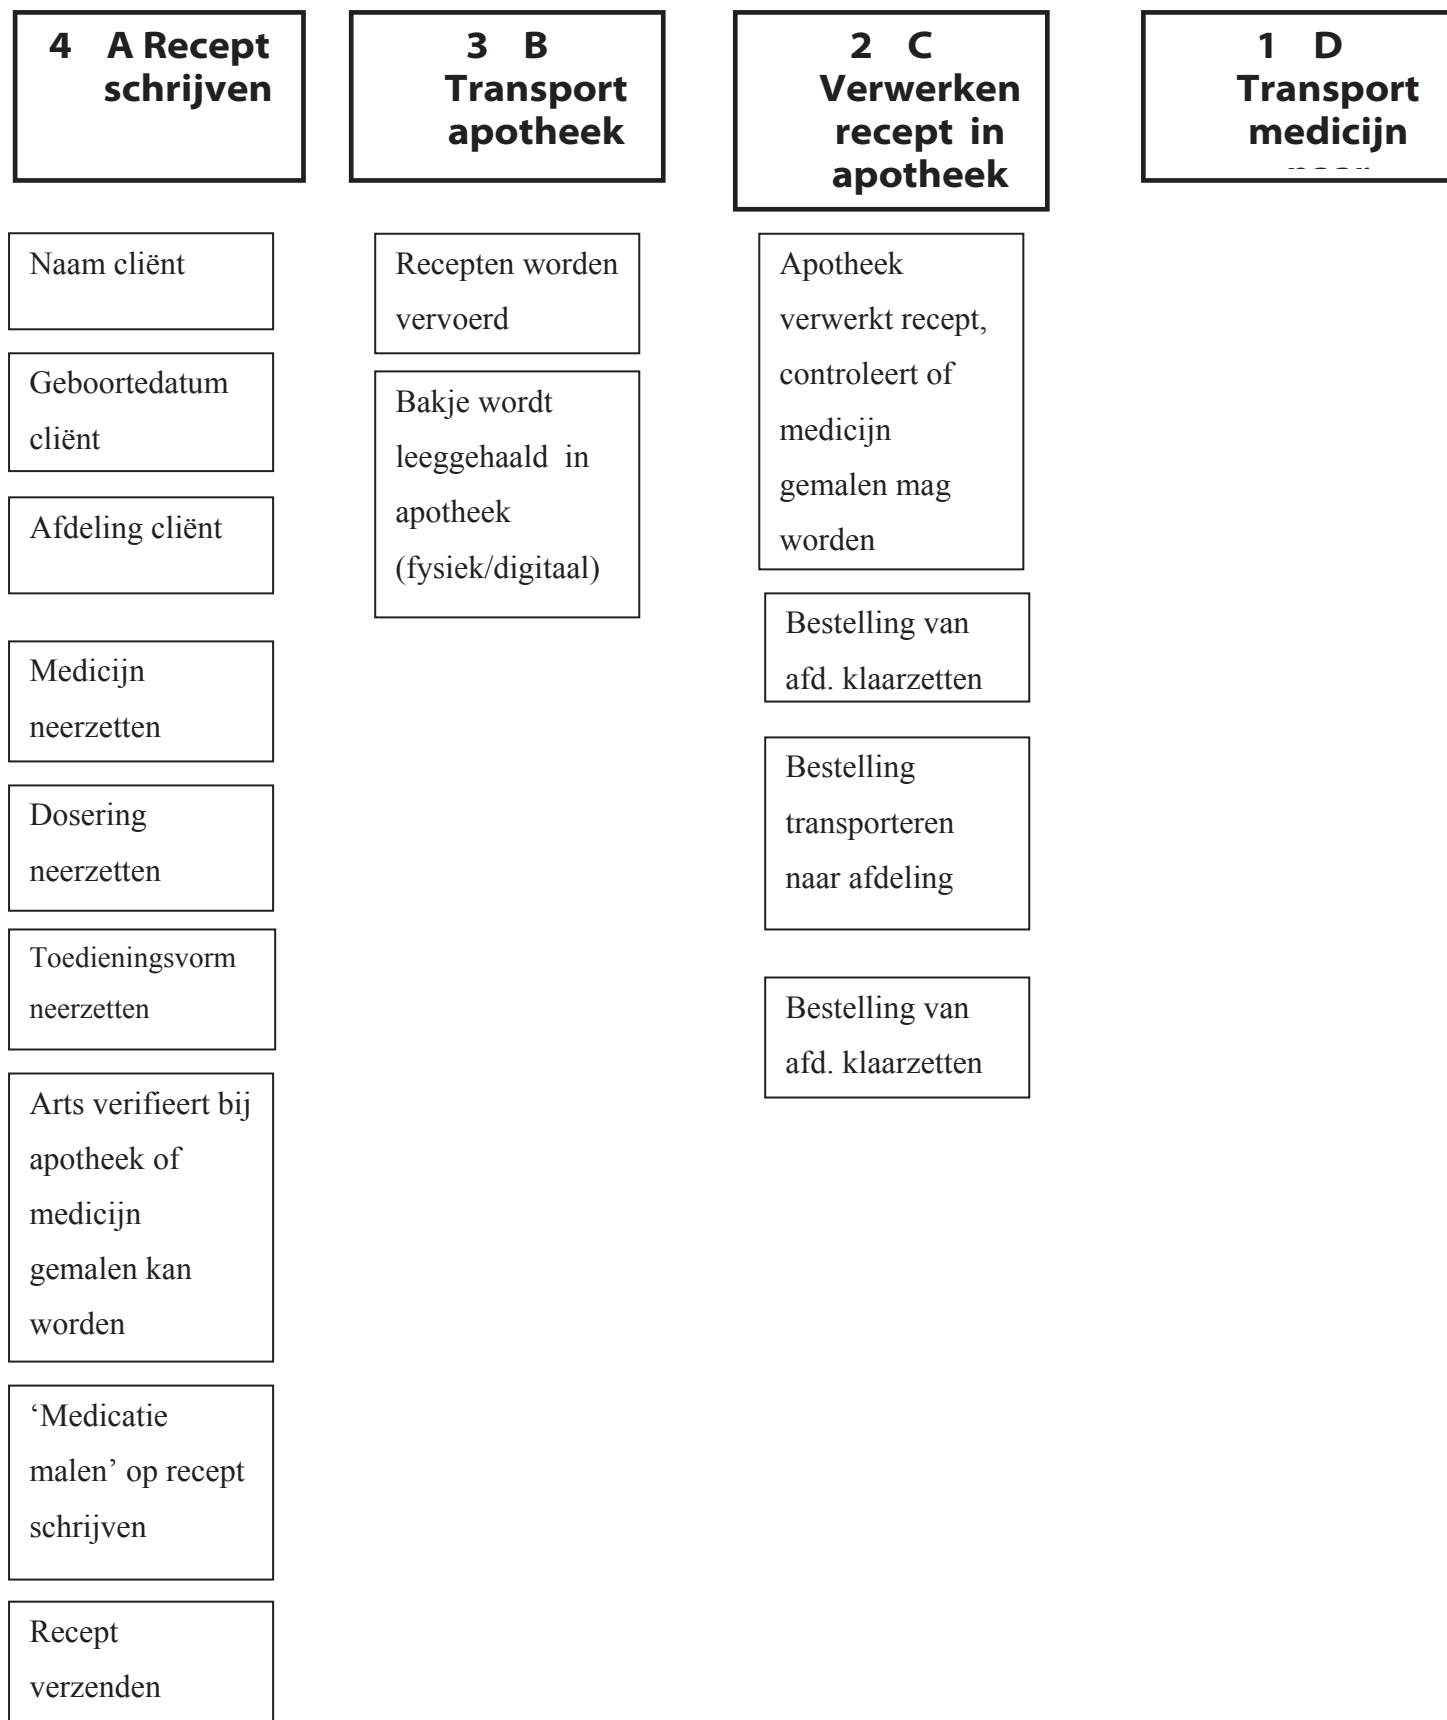 4 A Recept
schrijven
3 B
Transport
apotheek
2 C
Verwerken
recept in
apotheek
1 D
Transport
medicijn
Naam cliënt
Geboortedatum
cliënt
Afdeling cliënt
Medicijn
neerzetten
Dosering
neerzetten
Toedieningsvorm
neerzetten
Arts verifieert bij
apotheek of
medicijn
gemalen kan
worden
‘Medicatie
malen’ op recept
schrijven
Recept
verzenden
Recepten worden
vervoerd
Bakje wordt
leeggehaald in
apotheek
(fysiek/digitaal)
Apotheek
verwerkt recept,
controleert of
medicijn
gemalen mag
worden
Bestelling van
afd. klaarzetten
Bestelling
transporteren
naar afdeling
Bestelling van
afd. klaarzetten